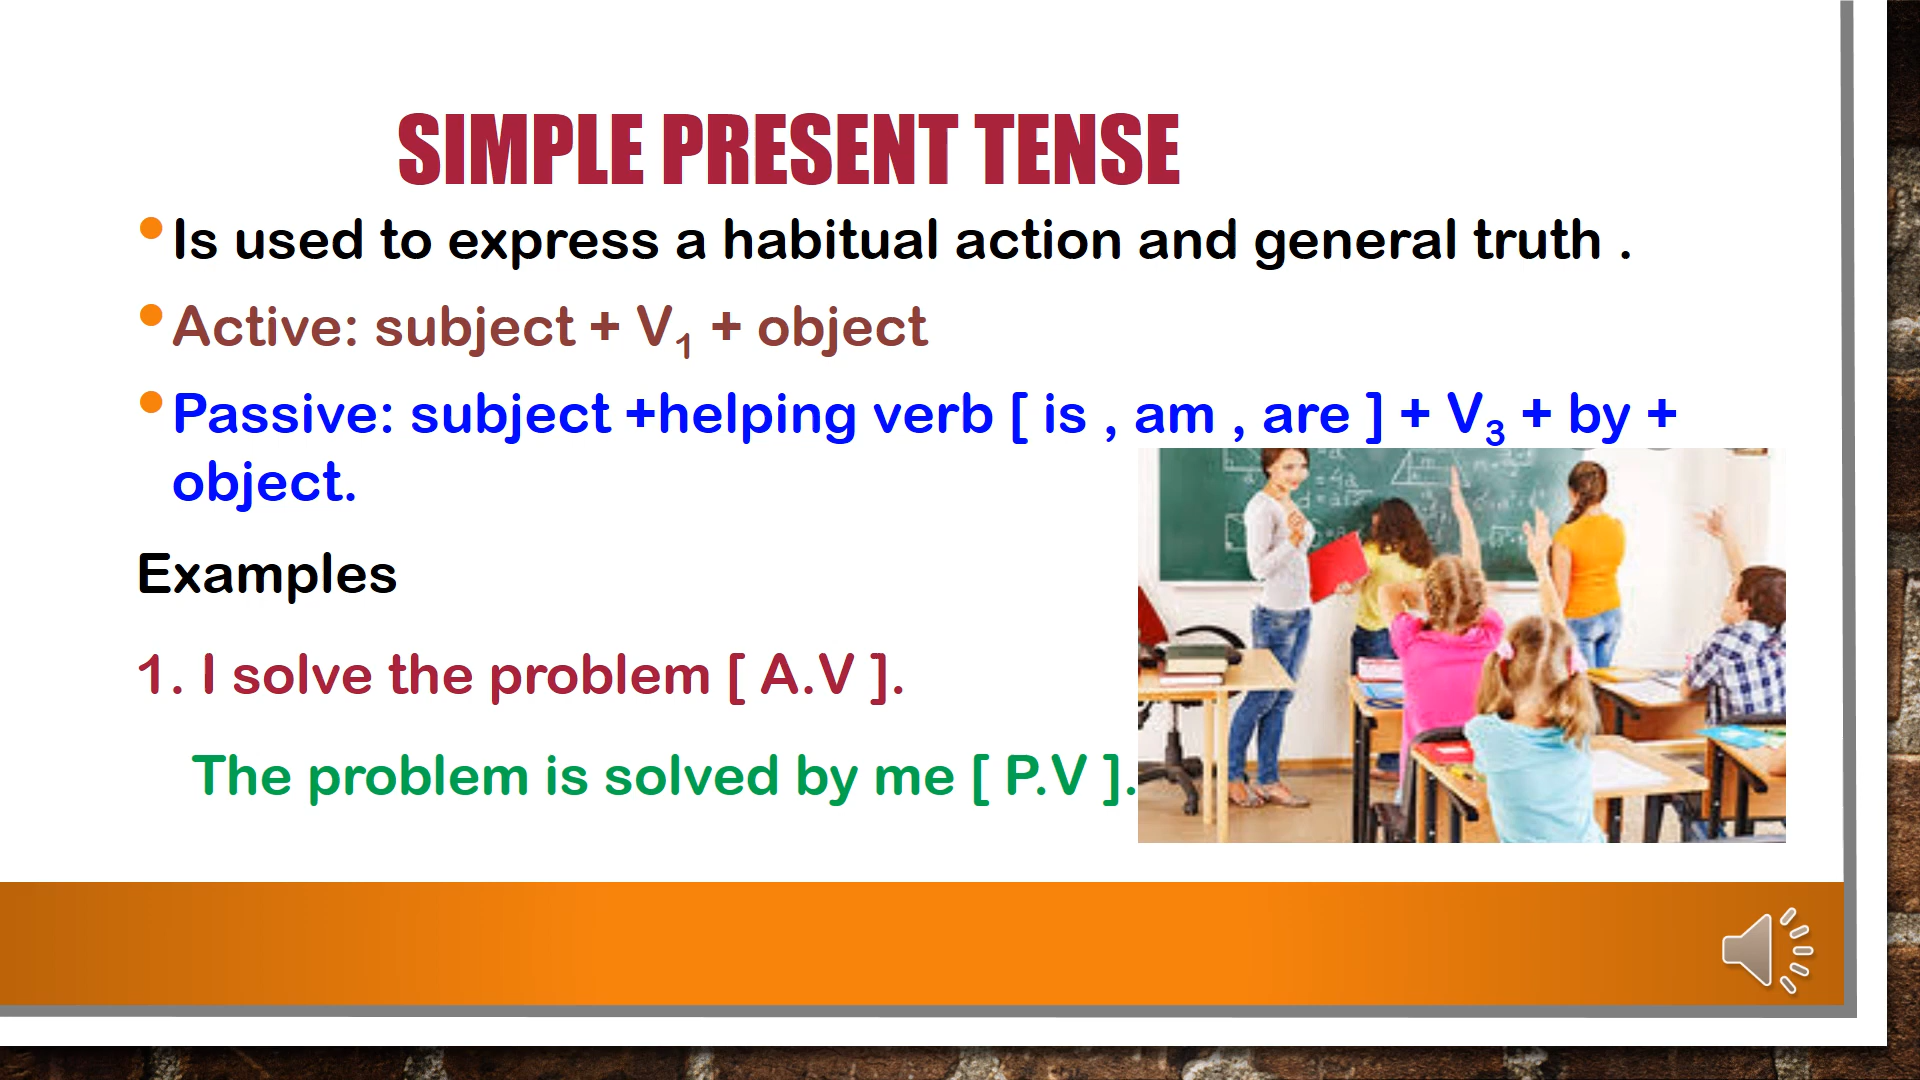 SIMPLE PRESENT TENSE
• Is used to express a habitual action and general truth .
• Active: subject + V₁ + object
• Passive: subject +helping verb [ is , am , are ] + V₃ + by +
object.
Examples
1. I solve the problem [ A.V ].
The problem is solved by me [ P.V ].